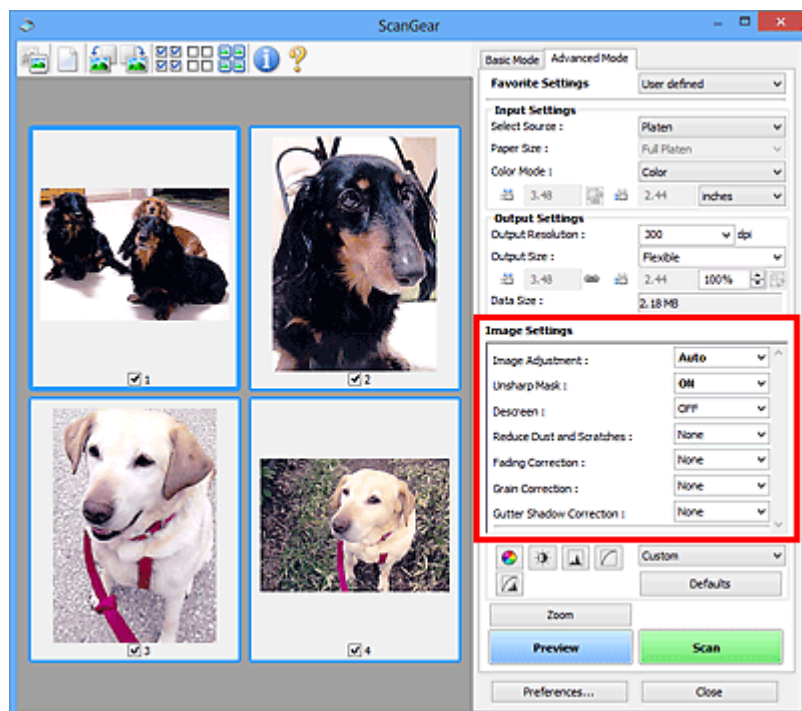 ScanGear
Basic Mode Advanced Mode
Favorite Settings User defined
Input Settings
Select Source : Platen
Paper Size : Full Platen
Color Mode : Color
3.48 2.44 inches
Output Settings
Output Resolution : 300 dpi
Output Size : Flexible
3.48 2.44 100%
Data Size : 2.18 MB
Image Settings
Image Adjustment : Auto
Unsharp Mask : ON
Descreen : OFF
Reduce Dust and Scratches : None
Fading Correction : None
Grain Correction : None
Gutter Shadow Correction : None
Custom
Defaults
Zoom
Preview Scan
Preferences... Close
1
2
3
4